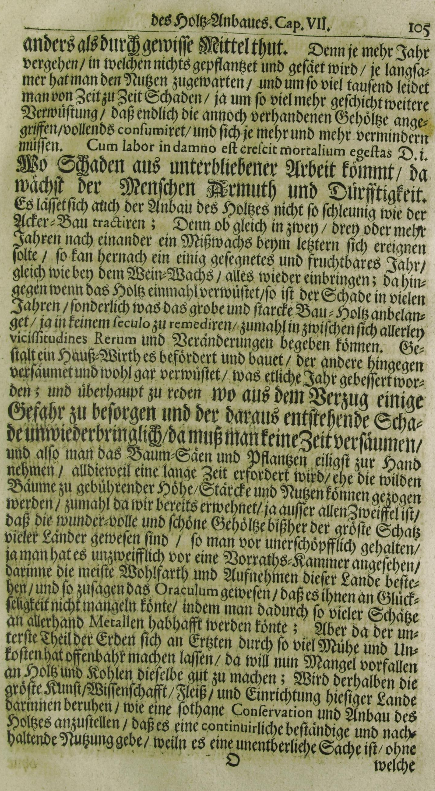 des Holtz-Anbaues. Cap. VII. 105
anders als durch gewisse Mittel thut. Denn je mehr Jahr
vergehen/ in welchen nichts gepflantzet und gesäet wird/ je langsa-
mer hat man den Nutzen zugewarten/ und um so viel tausend leidet
man von Zeit zu Zeit Schaden/ ja um so viel mehr geschicht weitere
Verwüstung/ daß endlich die annoch verhandenen Gehöltze ange-
griffen/ vollends consumiret/ und sich je mehr und mehr vermindern
müssen. Cum labor in damno est crescit mortalium egestas D. i.
Wo Schaden aus unterbliebener Arbeit kömmt/ da
wächst der Menschen Armuth und Dürfftigkeit.
Es lässet sich auch der Anbau des Holtzes nicht so schleunig wie der
Acker-Bau tractiren; Denn ob gleich in zwey/ drey oder mehr
Jahren nach einander ein Mißwachs beym letztern sich ereignen
solte/ so kan hernach ein einig gesegnetes und fruchtbares Jahr/
gleich wie bey dem Wein-Wachs/ alles wieder einbringen; da hin-
gegen wenn das Holtz einmahl verwüstet/ so ist der Schade in vielen
Jahren/ sonderlich was das grobe und starcke Bau-Holtz anbelan-
get/ ja in keinem seculo zu remediren/ zumahl in zwischen sich allerley
vicissitudines Rerum und Veränderungen begeben können. Ge-
stalt ein Hauß-Wirth es befördert und bauet/ der andere hingegen
versäumet und wohl gar verwüstet/ was etliche Jahr gebessert wor-
den; und überhaupt zu reden wo aus dem Verzug einige
Gefahr zu besorgen und der daraus entstehende Scha-
de unwiederbringlich/ da muß man keine Zeit versäumen/
und also man das Baum-Säen und Pflantzen eiligst zur Hand
nehmen/ alldieweil eine lange Zeit erfordert wird/ ehe die wilden
Bäume zu gebührender Höhe/ Stärcke und Nutzen können gezogen
werden/ zumahl da wir bereits erwehnet/ ja ausser allen Zweiffel ist/
daß die wunder-volle und schöne Gehöltze bißher der gröste Schatz
vieler Länder gewesen sind/ so man vor unerschöpfflich gehalten/
ja man hat es unzweifflich vor eine Vorraths-Kammer angesehen/
darinne die meiste Wohlfarth und Aufnehmen dieser Lande beste-
hen/ und so zusagen das Oraculum gewesen/ daß es ihnen an Glück-
seligkeit nicht mangeln könte/ indem man dadurch so vieler Schätze
an allerhand Metallen habhafft werden könte; Aber da der un-
terste Theil der Erden sich an Ertzten durch so viel Mühe und Un-
kosten hat offenbahr machen lassen/ da will nun Mangel vorfallen
an Holtz und Kohlen dieselbe gut zu machen; Wird derhalben die
gröste Kunst/ Wissenschafft/ Fleiß/ und Einrichtung hiesiger Lande
darinnen beruhen/ wie eine sothane Conservation und Anbau des
Holtzes anzustellen/ daß es eine continuirliche beständige und nach-
haltende Nutzung gebe/ weiln es eine unentberliche Sache ist/ ohne
O welche